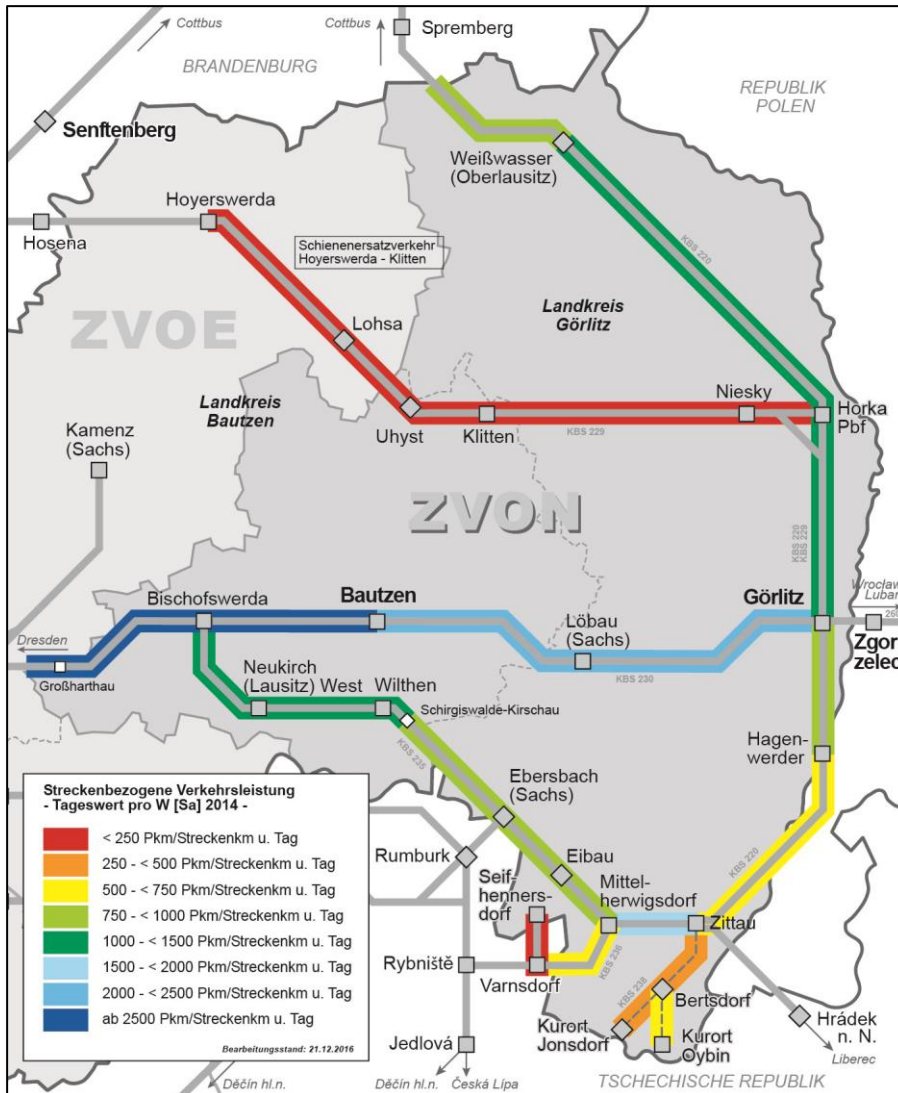 Cottbus
Cottbus
Spremberg
BRANDENBURG
REPUBLIK
POLEN
Senftenberg
Weißwasser
(Oberlausitz)
Hoyerswerda
Hosena
Schienenersatzverkehr
Hoyerswerda - Klitten
KBS 220
Landkreis
Görlitz
ZVOE
Lohsa
Landkreis
Bautzen
Niesky
Horka
Pbf
Uhyst
Klitten
KBS 229
Kamenz
(Sachs)
ZVON
KBS 220
KBS 229
Wrocław
Lubań
260
Bischofswerda
Bautzen
Görlitz
Löbau
(Sachs)
Dresden
Zgor
zelec
Großharthau
KBS 230
Neukirch
(Lausitz) West
Wilthen
Schirgiswalde-Kirschau
KBS 235
Hagen-
werder
Ebersbach
(Sachs)
Streckenbezogene Verkehrsleistung
- Tageswert pro W [Sa] 2014 -
< 250 Pkm/Streckenkm u. Tag
250 - < 500 Pkm/Streckenkm u. Tag
500 - < 750 Pkm/Streckenkm u. Tag
750 - < 1000 Pkm/Streckenkm u. Tag
1000 - < 1500 Pkm/Streckenkm u. Tag
1500 - < 2000 Pkm/Streckenkm u. Tag
2000 - < 2500 Pkm/Streckenkm u. Tag
ab 2500 Pkm/Streckenkm u. Tag
Bearbeitungsstand: 21.12.2016
Rumburk
Eibau
KBS 220
Seif-
henners-
dorf
Mittel-
herwigsdorf
Zittau
Rybniště
Varnsdorf
KBS 236
KBS 238
Bertsdorf
Kurort
Jonsdorf
Kurort
Oybin
Hrádek
n. N.
Jedlová
Liberec
Děčín hl.n.
Děčín hl.n.
Česká Lípa
TSCHECHISCHE REPUBLIK